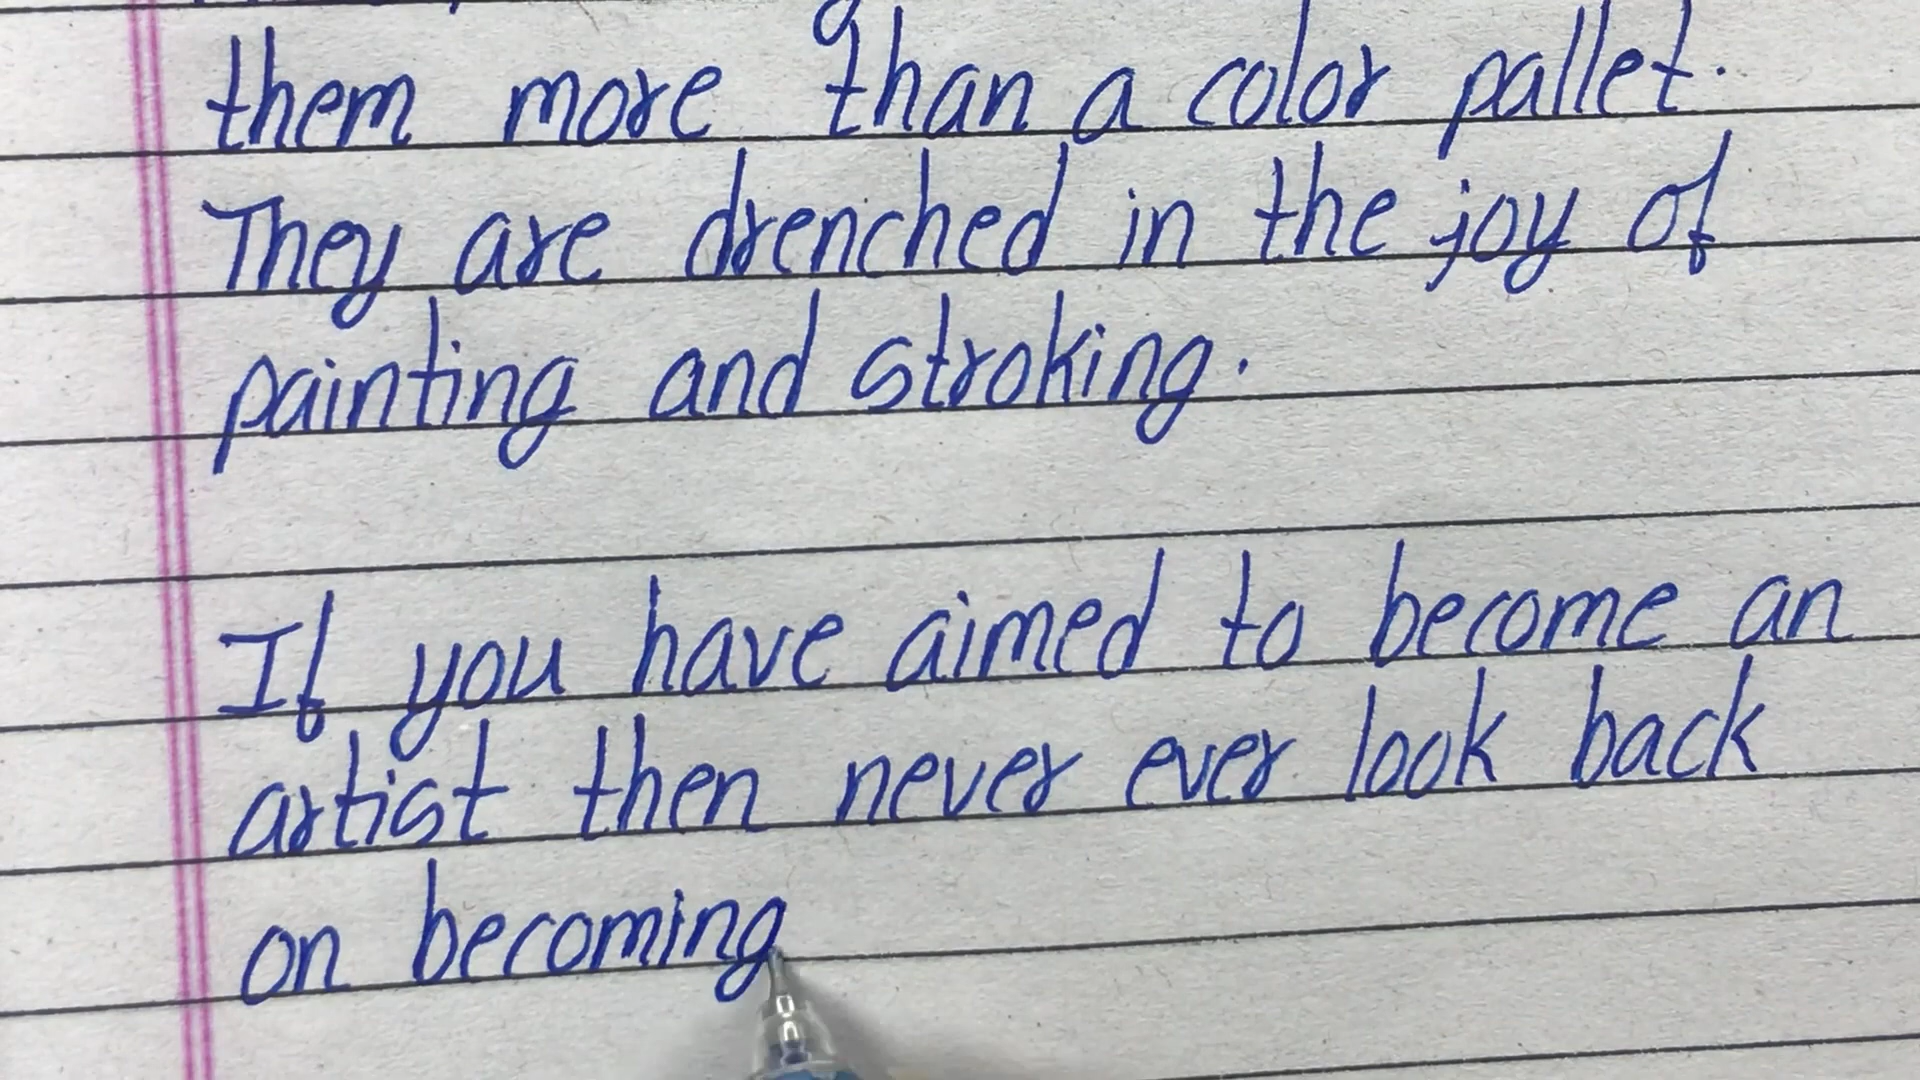 them more than a color pallet.
They are drenched in the joy of
painting and stroking.
If you have aimed to become an
artist then never ever look back
on becoming